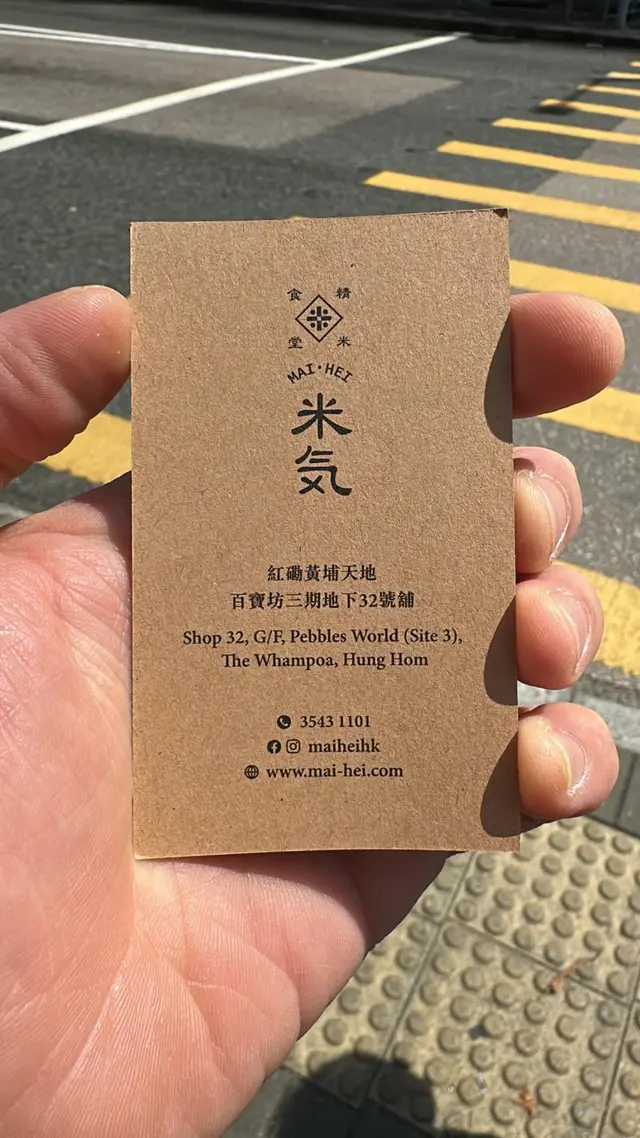 精米食堂
MAI·HEI
米気
紅磡黃埔天地
百寶坊三期地下32號舖
Shop 32, G/F, Pebbles World (Site 3),
The Whampoa, Hung Hom
3543 1101
maiheihk
www.mai-hei.com